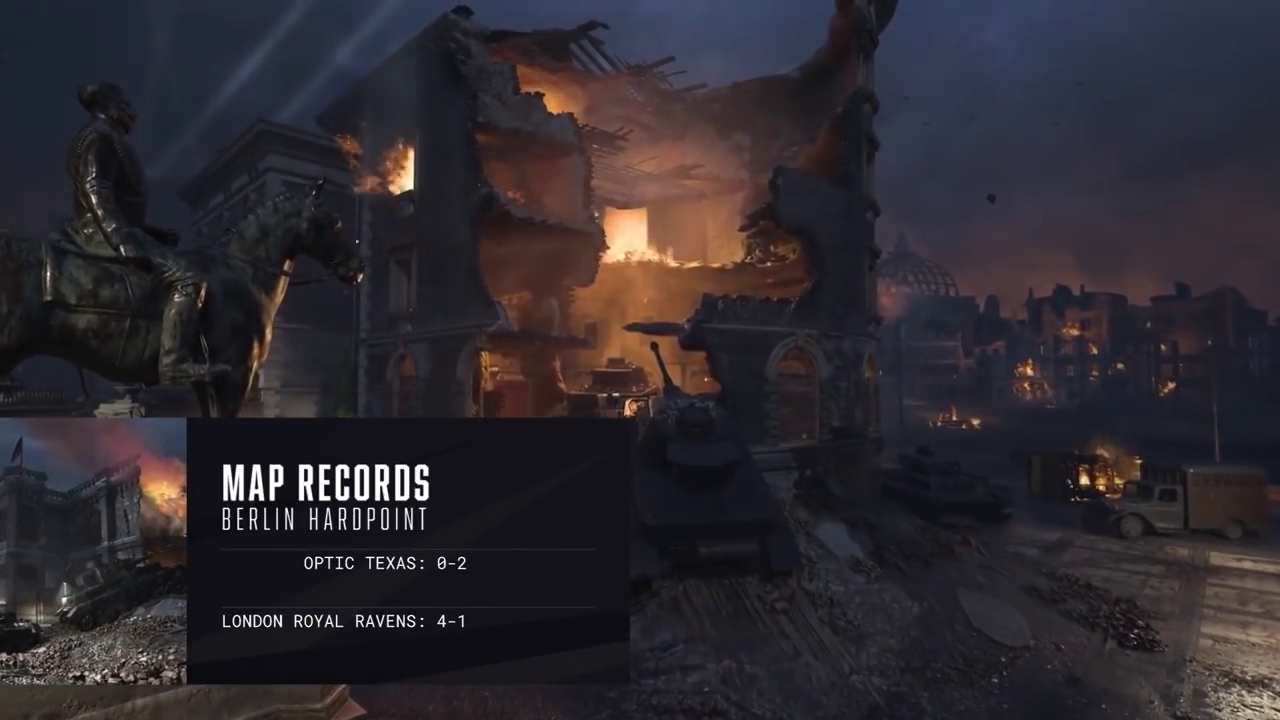 MAP RECORDS
BERLIN HARDPOINT
OPTIC TEXAS: 0-2
LONDON ROYAL RAVENS: 4-1